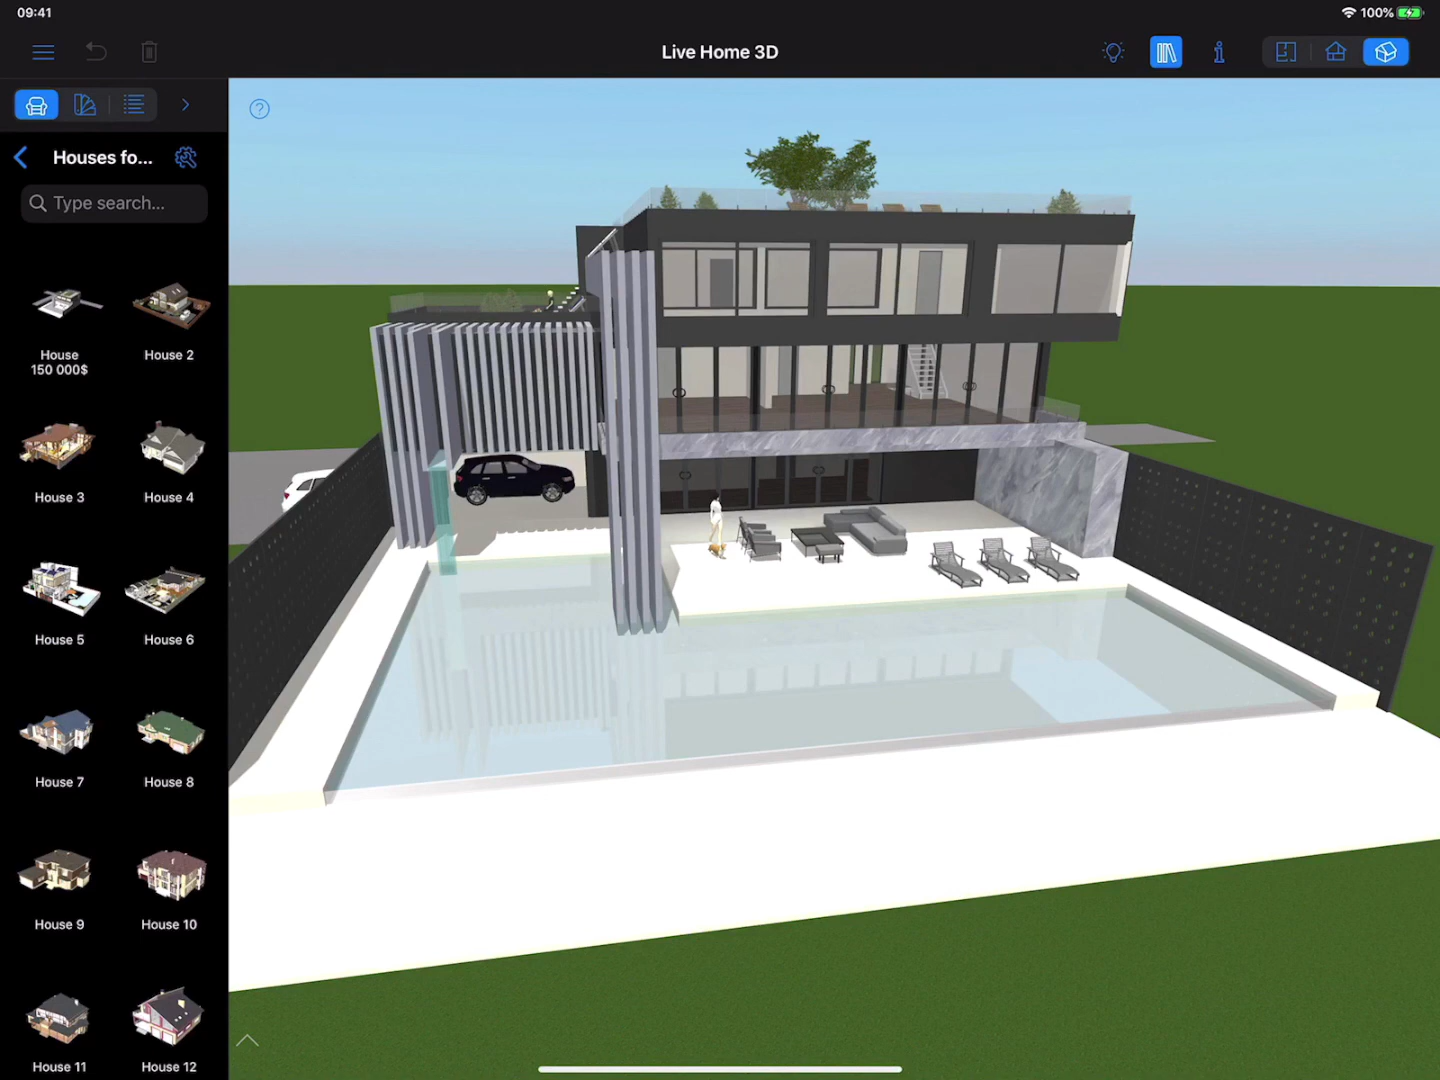 09:41
100%
Live Home 3D
Houses fo...
Type search...
House
150 000$
House 2
House 3
House 4
House 5
House 6
House 7
House 8
House 9
House 10
House 11
House 12